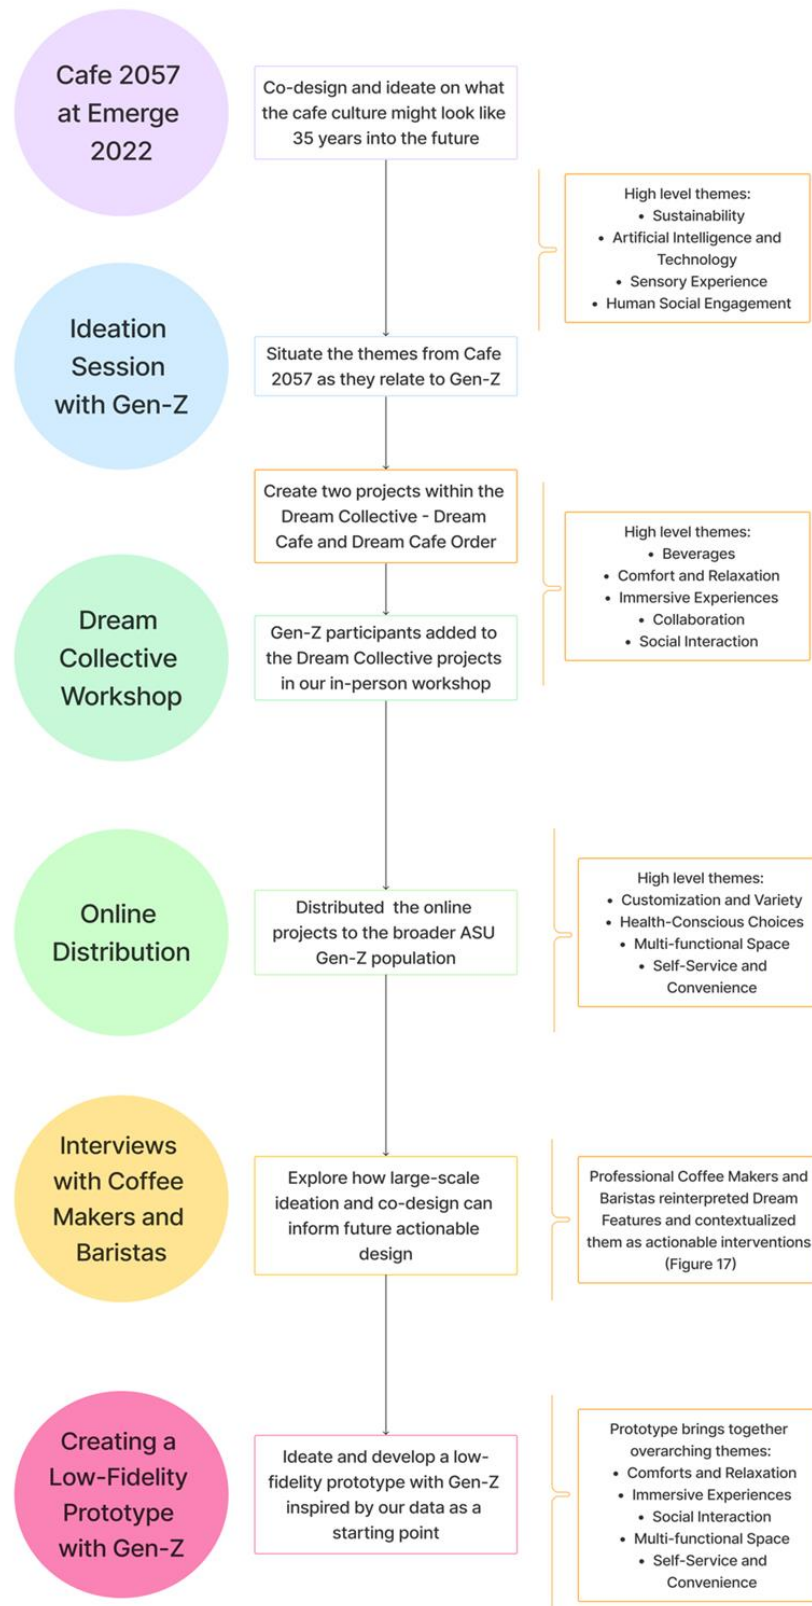 Cafe 2057
at Emerge
2022
Co-design and ideate on what
the cafe culture might look like
35 years into the future
High level themes:
• Sustainability
• Artificial Intelligence and
Technology
• Sensory Experience
• Human Social Engagement
Ideation
Session
with Gen-Z
Situate the themes from Cafe
2057 as they relate to Gen-Z
Create two projects within the
Dream Collective - Dream
Cafe and Dream Cafe Order
High level themes:
• Beverages
• Comfort and Relaxation
• Immersive Experiences
• Collaboration
• Social Interaction
Dream
Collective
Workshop
Gen-Z participants added to
the Dream Collective projects
in our in-person workshop
Online
Distribution
Distributed the online
projects to the broader ASU
Gen-Z population
High level themes:
• Customization and Variety
• Health-Conscious Choices
• Multi-functional Space
• Self-Service and
Convenience
Interviews
with Coffee
Makers and
Baristas
Explore how large-scale
ideation and co-design can
inform future actionable
design
Professional Coffee Makers and
Baristas reinterpreted Dream
Features and contextualized
them as actionable interventions
(Figure 17)
Creating a
Low-Fidelity
Prototype
with Gen-Z
Ideate and develop a low-
fidelity prototype with Gen-Z
inspired by our data as a
starting point
Prototype brings together
overarching themes:
• Comforts and Relaxation
• Immersive Experiences
• Social Interaction
• Multi-functional Space
• Self-Service and
Convenience